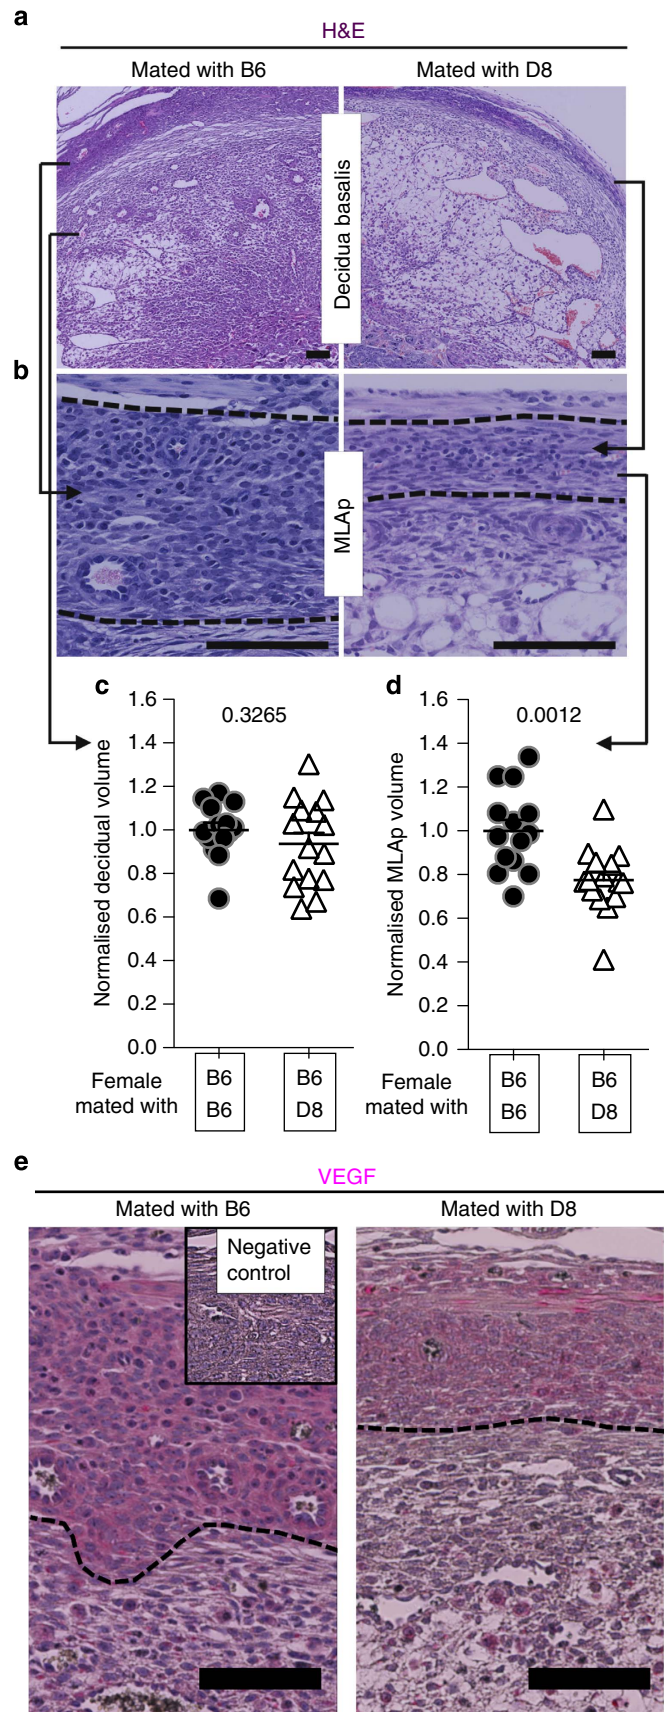 a
H&E
Mated with B6
Mated with D8
Decidua basalis
b
MLAp
c
1.6
1.4
1.2
1.0
0.8
0.6
0.4
0.2
0.0
Normalised decidual volume
0.3265
Female
mated with
B6
B6
B6
D8
d
1.6
1.4
1.2
1.0
0.8
0.6
0.4
0.2
0.0
Normalised MLAp volume
0.0012
Female
mated with
B6
B6
B6
D8
e
VEGF
Mated with B6
Mated with D8
Negative
control